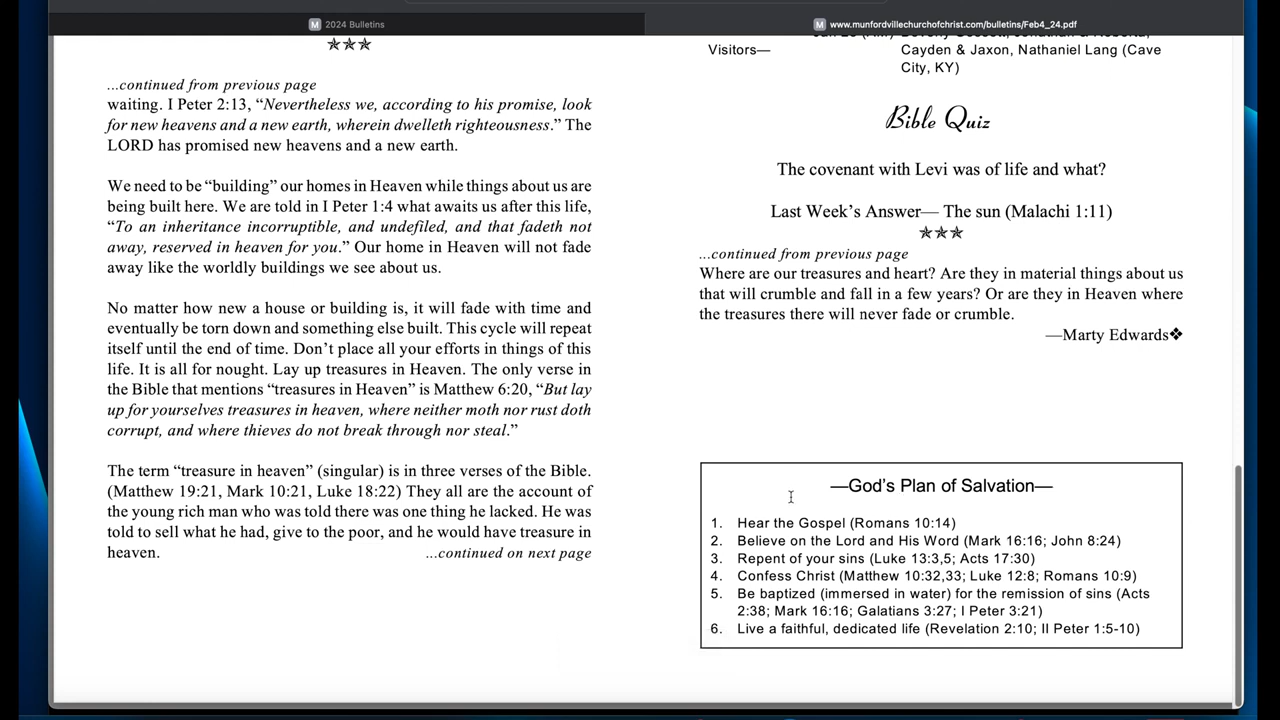 2024 Bulletins
www.munfordvillechurchofchrist.com/bulletins/Feb4_24.pdf
...continued from previous page
waiting. I Peter 2:13, “Nevertheless we, according to his promise, look
for new heavens and a new earth, wherein dwelleth righteousness.” The
LORD has promised new heavens and a new earth.
We need to be “building” our homes in Heaven while things about us are
being built here. We are told in I Peter 1:4 what awaits us after this life,
“To an inheritance incorruptible, and undefiled, and that fadeth not
away, reserved in heaven for you.” Our home in Heaven will not fade
away like the worldly buildings we see about us.
No matter how new a house or building is, it will fade with time and
eventually be torn down and something else built. This cycle will repeat
itself until the end of time. Don’t place all your efforts in things of this
life. It is all for nought. Lay up treasures in Heaven. The only verse in
the Bible that mentions “treasures in Heaven” is Matthew 6:20, “But lay
up for yourselves treasures in heaven, where neither moth nor rust doth
corrupt, and where thieves do not break through nor steal.”
The term “treasure in heaven” (singular) is in three verses of the Bible.
(Matthew 19:21, Mark 10:21, Luke 18:22) They all are the account of
the young rich man who was told there was one thing he lacked. He was
told to sell what he had, give to the poor, and he would have treasure in
heaven. ...continued on next page
Visitors— Cayden & Jaxon, Nathaniel Lang (Cave
City, KY)
Bible Quiz
The covenant with Levi was of life and what?
Last Week’s Answer— The sun (Malachi 1:11)
...continued from previous page
Where are our treasures and heart? Are they in material things about us
that will crumble and fall in a few years? Or are they in Heaven where
the treasures there will never fade or crumble.
—Marty Edwards❖
—God’s Plan of Salvation—
1. Hear the Gospel (Romans 10:14)
2. Believe on the Lord and His Word (Mark 16:16; John 8:24)
3. Repent of your sins (Luke 13:3,5; Acts 17:30)
4. Confess Christ (Matthew 10:32,33; Luke 12:8; Romans 10:9)
5. Be baptized (immersed in water) for the remission of sins (Acts
2:38; Mark 16:16; Galatians 3:27; I Peter 3:21)
6. Live a faithful, dedicated life (Revelation 2:10; II Peter 1:5-10)